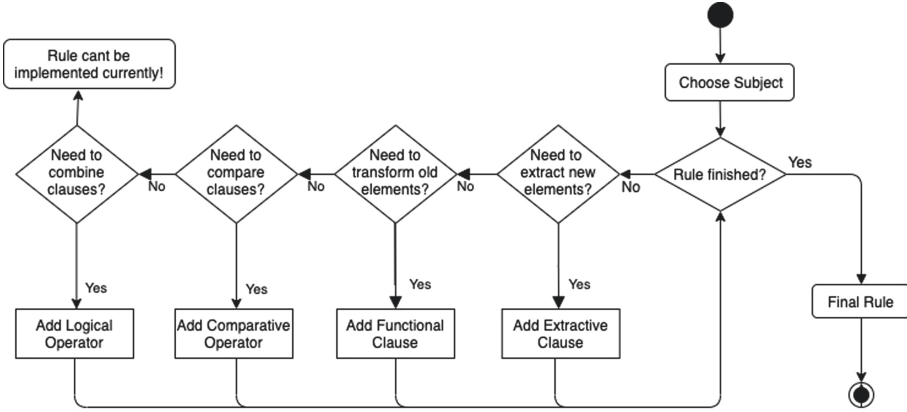 Rule cant be
implemented currently!
Choose Subject
Need to
combine
clauses?
No
Need to
compare
clauses?
No
Need to
transform old
elements?
No
Need to
extract new
elements?
No
Rule finished?
Yes
Yes
Yes
Yes
Yes
Add Logical
Operator
Add Comparative
Operator
Add Functional
Clause
Add Extractive
Clause
Final Rule